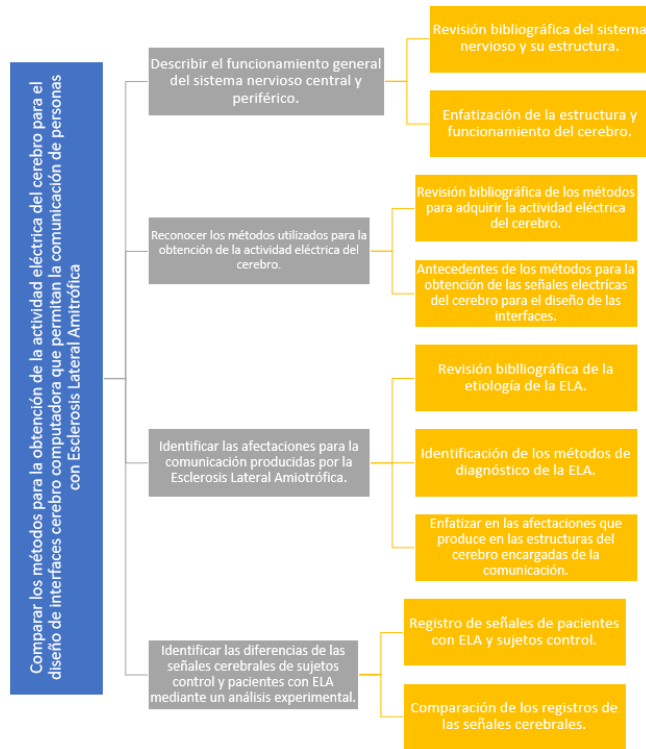 Comparar los métodos para la obtención de la actividad eléctrica del cerebro para el
diseño de interfaces cerebro computadora que permitan la comunicación de personas
con Esclerosis Lateral Amitrófica
Describir el funcionamiento general
del sistema nervioso central y
periférico.
Revisión bibliográfica del sistema
nervioso y su estructura.
Enfatización de la estructura y
funcionamiento del cerebro.
Reconocer los métodos utilizados para la
obtención de la actividad eléctrica del
cerebro.
Revisión bibliográfica de los métodos
para adquirir la actividad eléctrica
del cerebro.
Antecedentes de los métodos para la
obtención de las señales electrícas
del cerebro para el diseño de las
interfaces.
Identificar las afectaciones para la
comunicación producidas por la
Esclerosis Lateral Amiotrófica.
Revisión biblliográfica de la
etiología de la ELA.
Identificación de los métodos de
diagnóstico de la ELA.
Enfatizar en las afectaciones que
produce en las estructuras del
cerebro encargadas de la
comunicación.
Identificar las diferencias de las
señales cerebrales de sujetos
control y pacientes con ELA
mediante un análisis experimental.
Registro de señales de pacientes
con ELA y sujetos control.
Comparación de los registros de
las señales cerebrales.